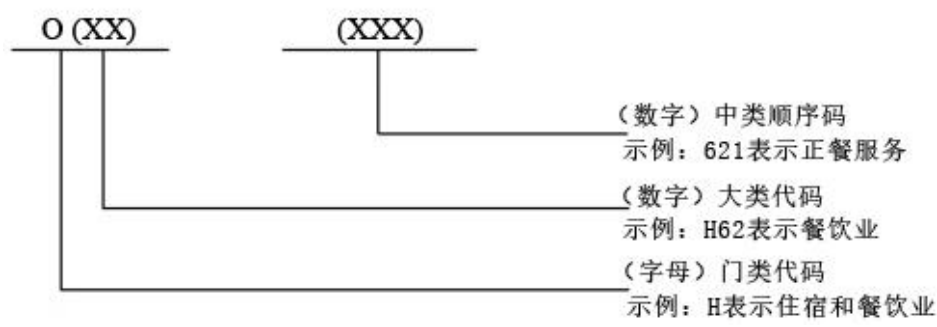 O (XX) (XXX)
（数字）中类顺序码
示例：621表示正餐服务
（数字）大类代码
示例：H62表示餐饮业
（字母）门类代码
示例：H表示住宿和餐饮业